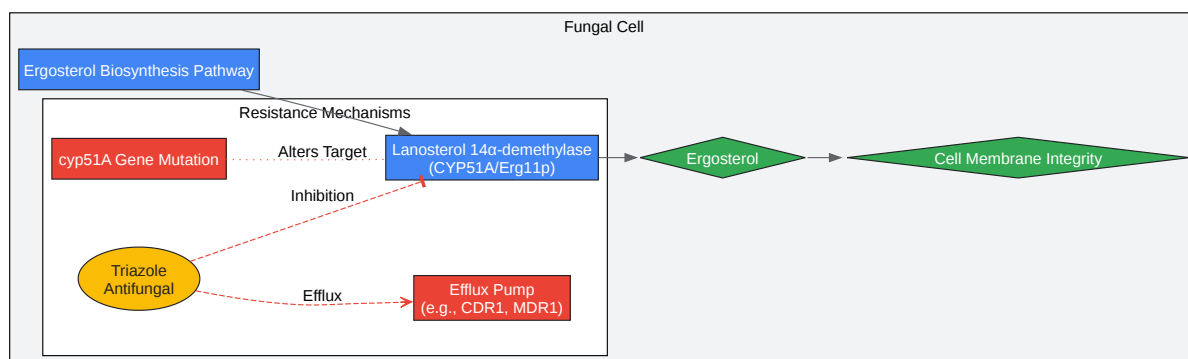 Fungal Cell
Ergosterol Biosynthesis Pathway
Resistance Mechanisms
cyp51A Gene Mutation
Alters Target
Lanosterol 14α-demethylase
(CYP51A/Erg11p)
Ergosterol
Cell Membrane Integrity
Inhibition
Triazole
Antifungal
Efflux
Efflux Pump
(e.g., CDR1, MDR1)